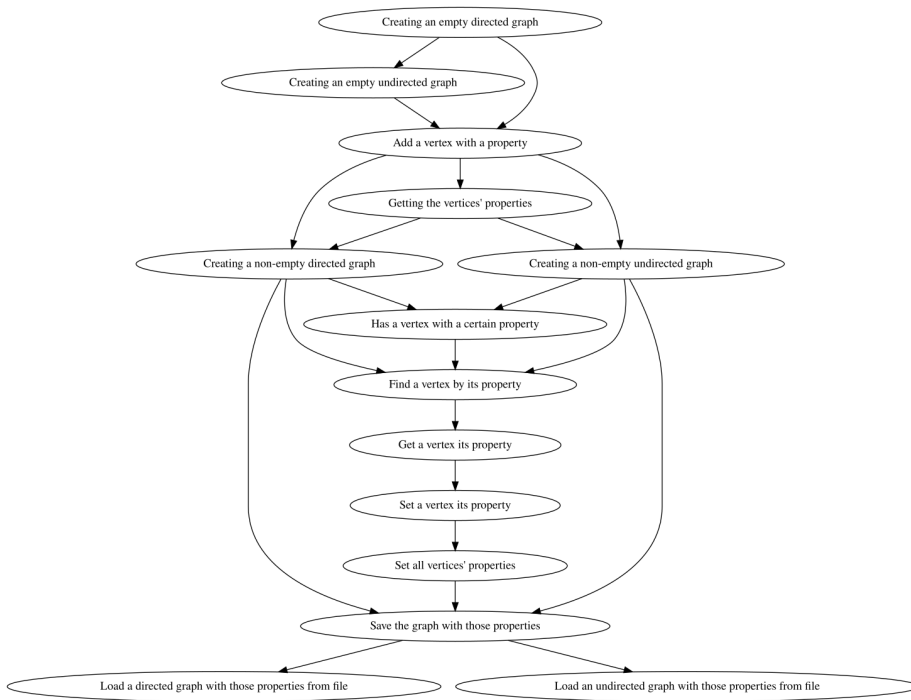 Creating an empty directed graph
Creating an empty undirected graph
Add a vertex with a property
Getting the vertices' properties
Creating a non-empty directed graph
Creating a non-empty undirected graph
Has a vertex with a certain property
Find a vertex by its property
Get a vertex its property
Set a vertex its property
Set all vertices' properties
Save the graph with those properties
Load a directed graph with those properties from file
Load an undirected graph with those properties from file